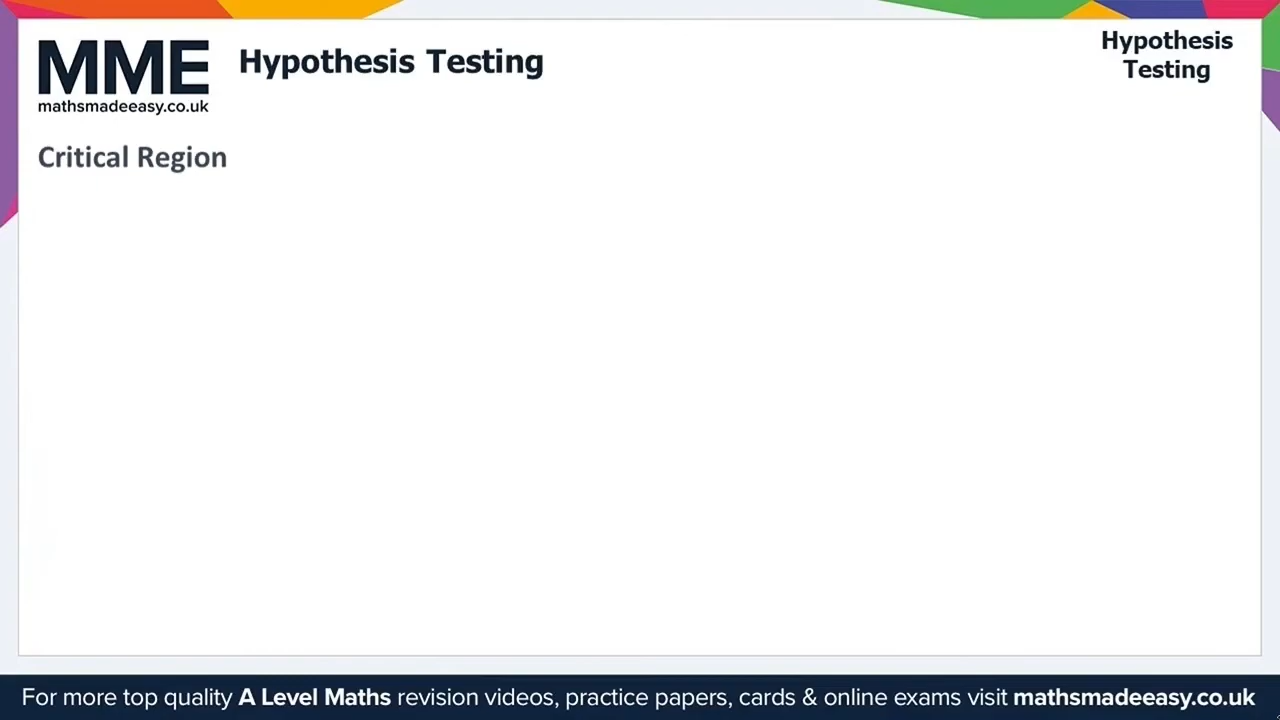 MME
mathsmadeeasy.co.uk
Hypothesis Testing
Hypothesis
Testing
Critical Region
For more top quality A Level Maths revision videos, practice papers, cards & online exams visit mathsmadeeasy.co.uk